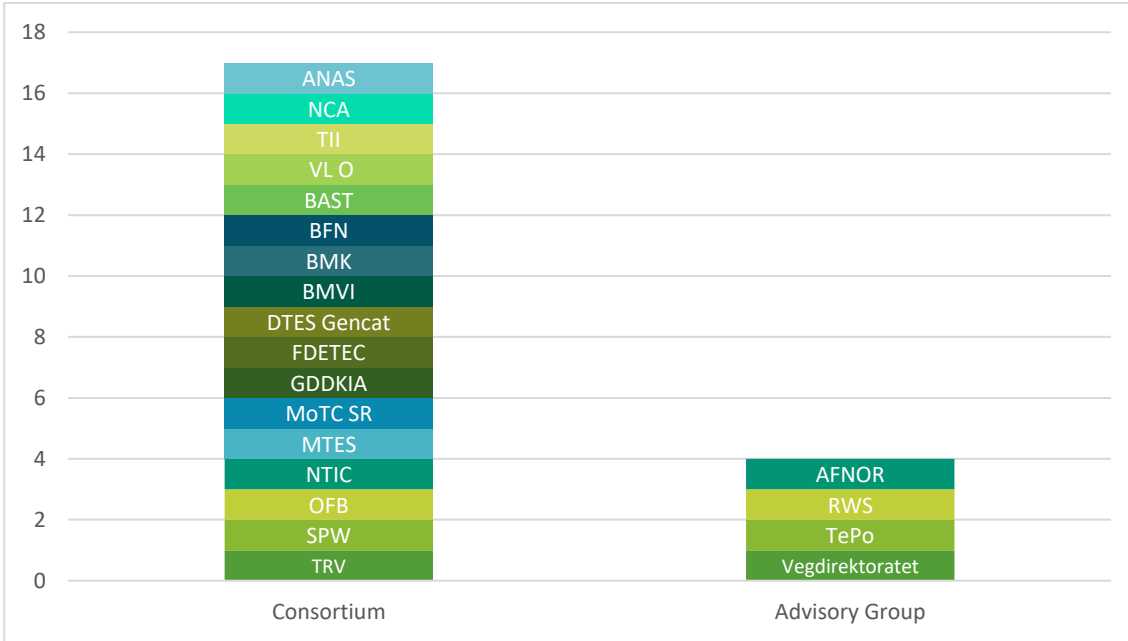 18
16
14
12
10
8
6
4
2
0
ANAS
NCA
TII
VL O
BAST
BFN
BMK
BMVI
DTES Gencat
FDETEC
GDDKIA
MoTC SR
MTES
NTIC
OFB
SPW
TRV
AFNOR
RWS
TePo
Vegdirektoratet
Consortium
Advisory Group